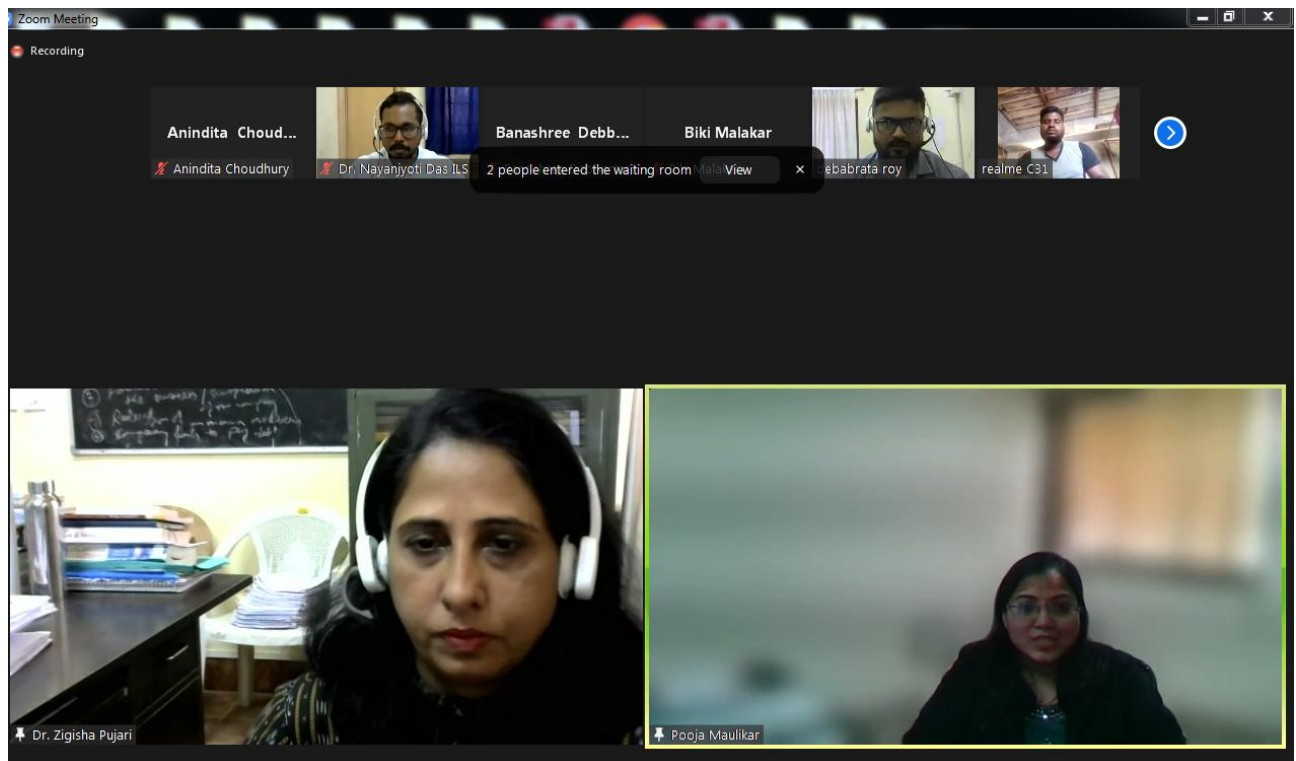 Zoom Meeting
Recording
Anindita Choud...
Banashree Debb...
Biki Malakar
Anindita Choudhury
Dr. Nayanjyoti Das ILS
2 people entered the waiting room
View
ebabrata roy
realme C31
Dr. Zigisha Pujari
Pooja Maulikar